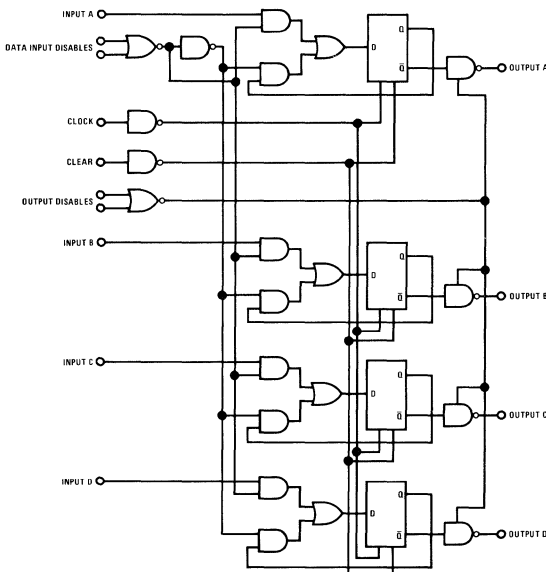 INPUT A
DATA INPUT DISABLES
D
Q
Q̅
OUTPUT A
CLOCK
CLEAR
OUTPUT DISABLES
INPUT B
D
Q
Q̅
OUTPUT B
INPUT C
D
Q
Q̅
OUTPUT C
INPUT D
D
Q
Q̅
OUTPUT D